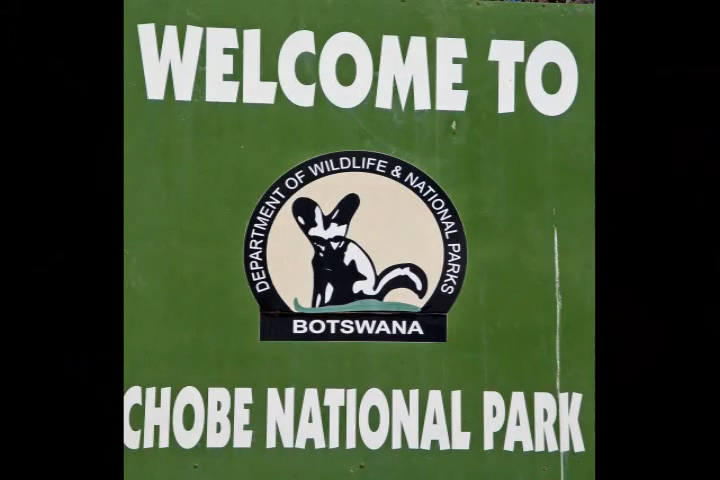 WELCOME TO
DEPARTMENT OF WILDLIFE & NATIONAL PARKS
BOTSWANA
CHOBE NATIONAL PARK